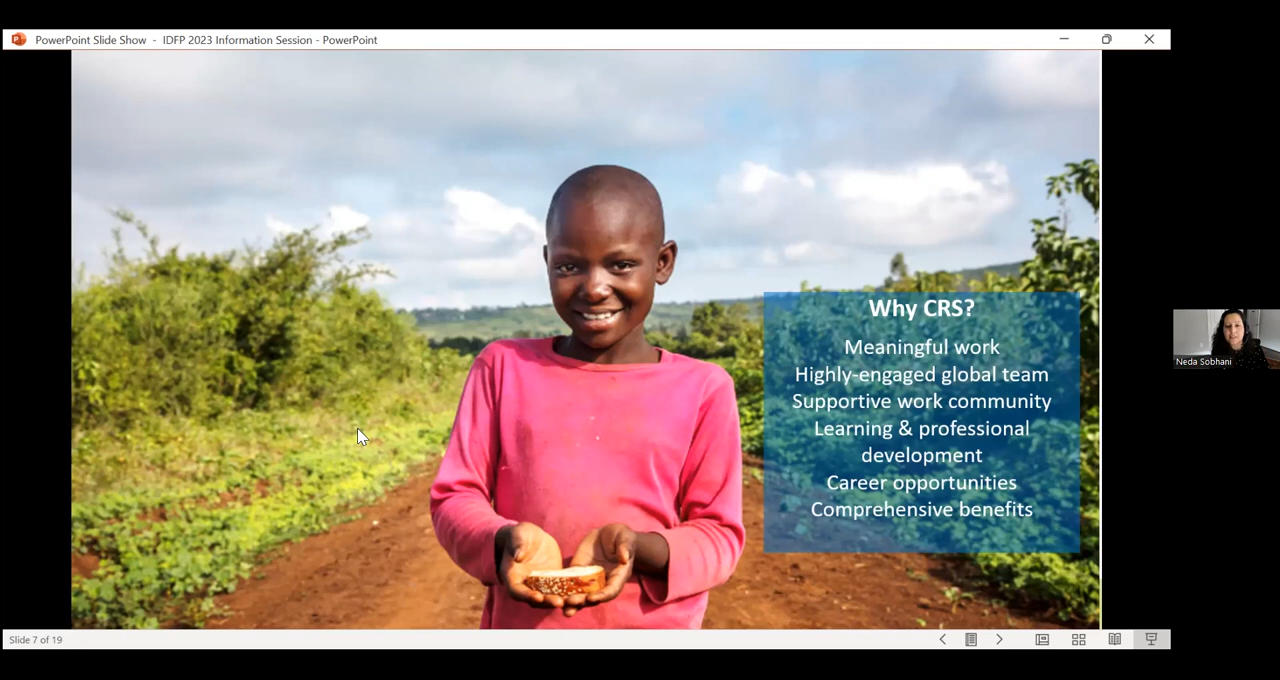 PowerPoint Slide Show - IDFP 2023 Information Session - PowerPoint
Why CRS?
Meaningful work
Highly-engaged global team
Supportive work community
Learning & professional
development
Career opportunities
Comprehensive benefits
Neda Sobhani
Slide 7 of 19